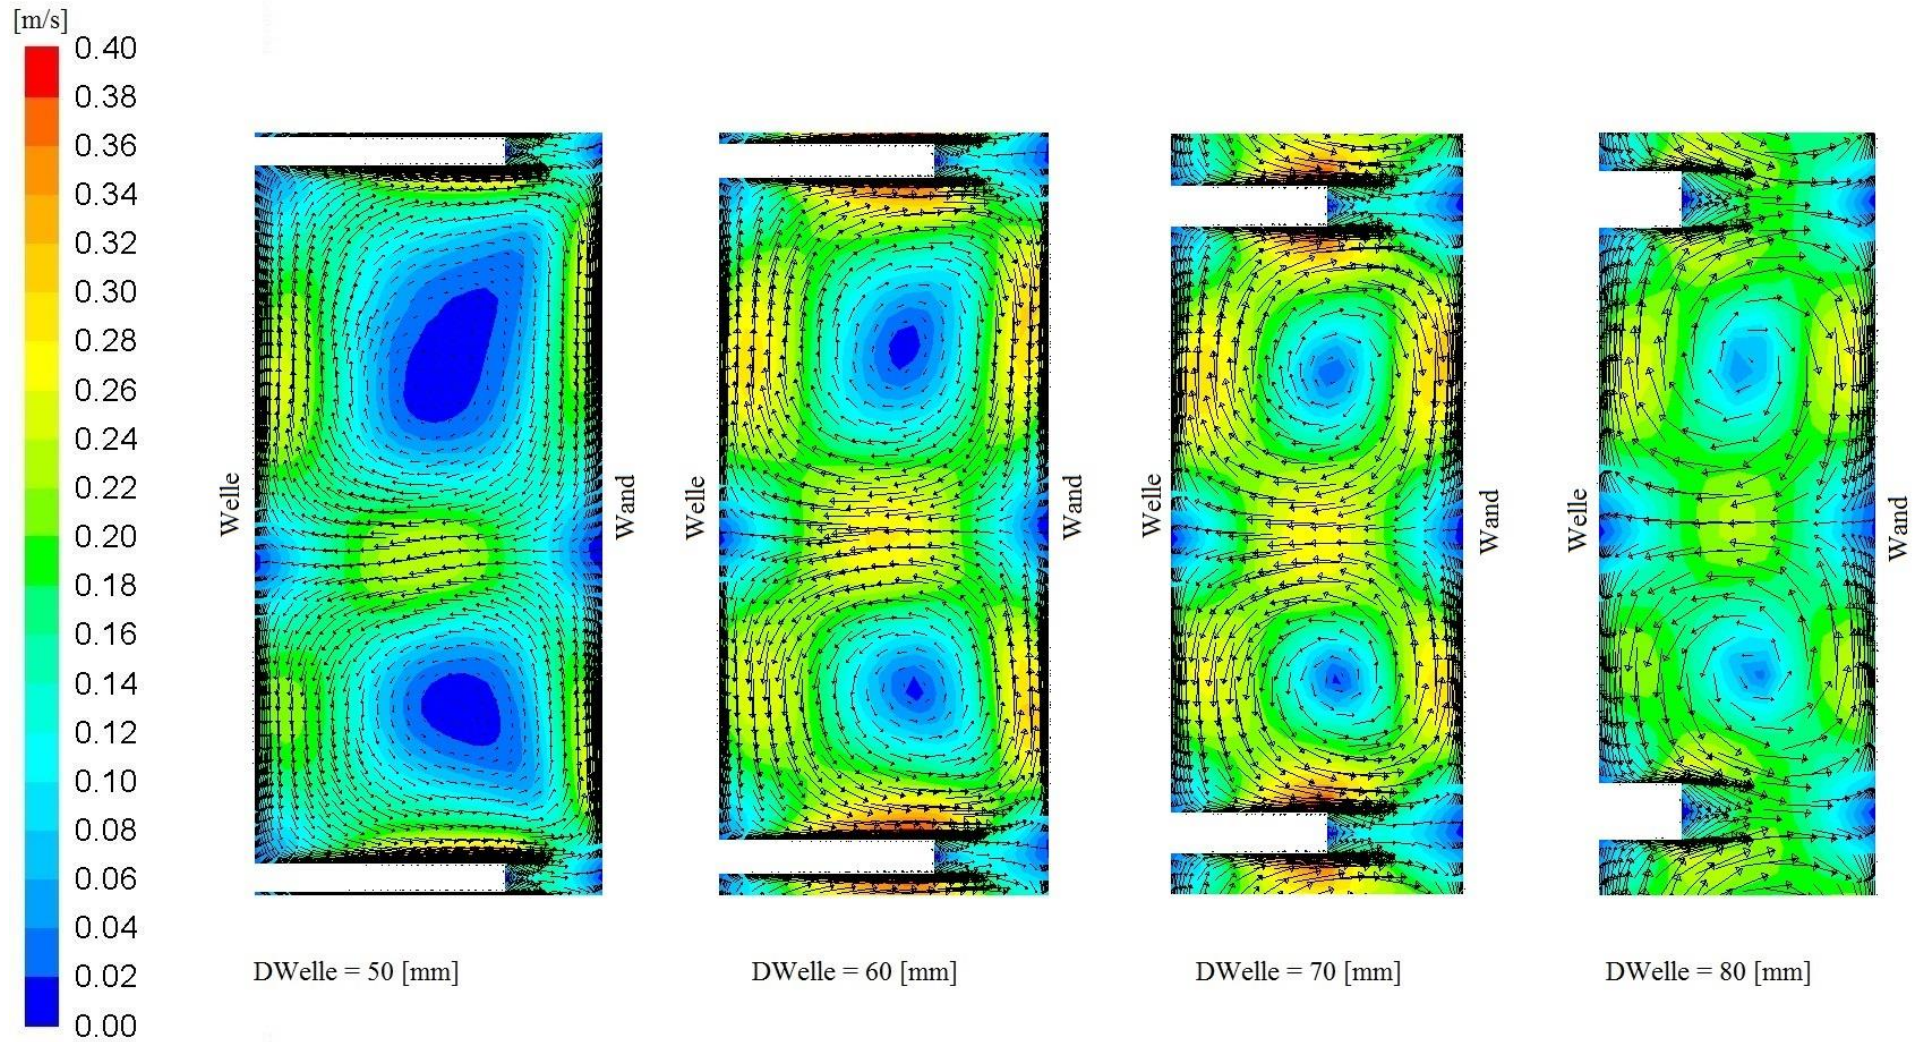 [m/s]
0.40
0.38
0.36
0.34
0.32
0.30
0.28
0.26
0.24
0.22
0.20
0.18
0.16
0.14
0.12
0.10
0.08
0.06
0.04
0.02
0.00
Welle
Wand
DWelle = 50 [mm]
Welle
Wand
DWelle = 60 [mm]
Welle
Wand
DWelle = 70 [mm]
Welle
Wand
DWelle = 80 [mm]